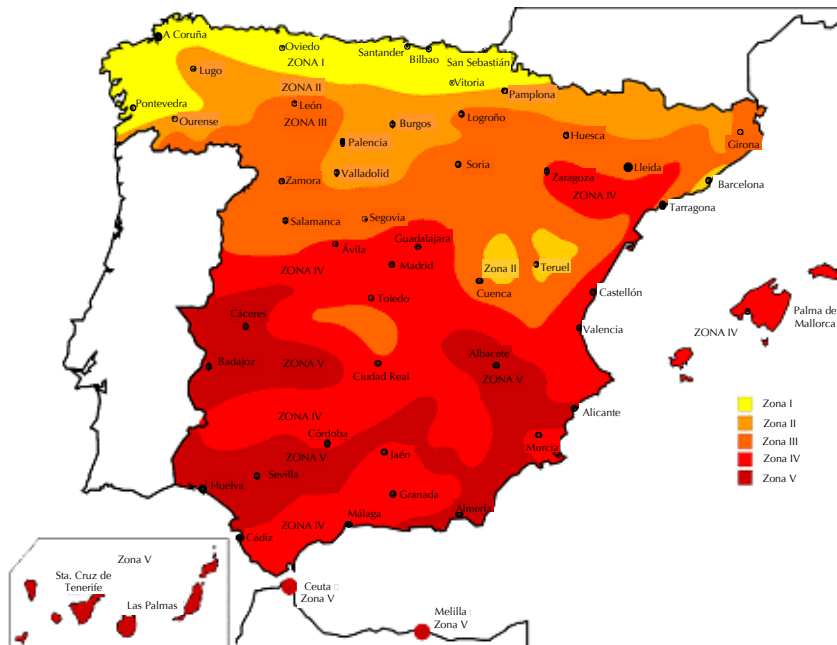 A Coruña
Oviedo
Santander
Bilbao
San Sebastián
ZONA I
Lugo
Vitoria
ZONA II
Pamplona
Pontevedra
León
Ourense
ZONA III
Burgos
Logroño
Huesca
Girona
Palencia
Soria
Lleida
Zamora
Valladolid
Zaragoza
Barcelona
ZONA IV
Tarragona
Salamanca
Segovia
Ávila
Guadalajara
ZONA IV
Madrid
Zona II
Teruel
Cuenca
Castellón
Toledo
Cáceres
Palma de
Mallorca
Valencia
ZONA IV
Badajoz
ZONA V
Albacete
Ciudad Real
ZONA V
Zona I
Alicante
Zona II
ZONA IV
Zona III
Córdoba
Murcia
ZONA V
Jaén
Zona IV
Sevilla
Zona V
Huelva
Granada
Almería
Málaga
ZONA IV
Cádiz
Zona V
Sta. Cruz de
Tenerife
Las Palmas
Ceuta
Zona V
Melilla
Zona V